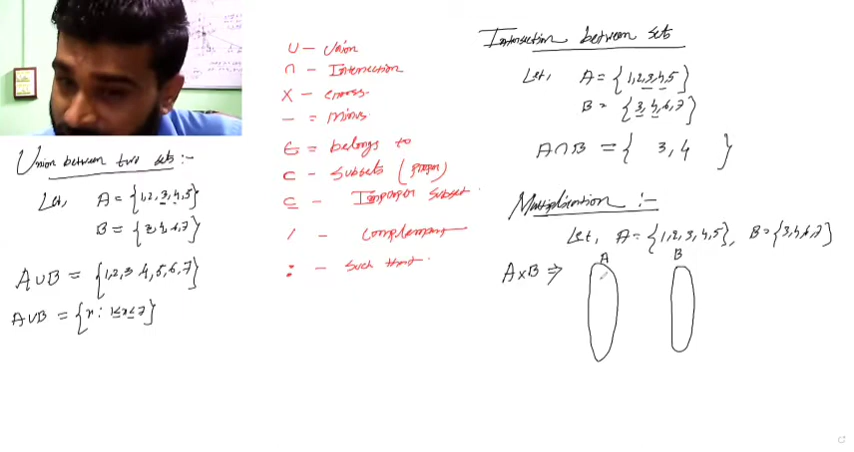 Union between two sets :-
Let, A = {1,2,3,4,5}
B = {3,4,6,7}
A∪B = {1,2,3 4,5,6,7}
A∪B = {x : 1≤x≤7}
∪ – Union
∩ – Intersection
× – cross
– = minus
∈ = belongs to
⊂ – Subsets (proper)
⊆ – Improper Subset
/ – Complement
: – Such that
Intersection between sets
Let, A = {1,2,3,4,5}
B = {3,4,6,7}
A∩B = { 3,4 }
Multiplication :-
Let, A = {1,2,3,4,5}, B = {3,4,6,7}
A×B ⇒ A B